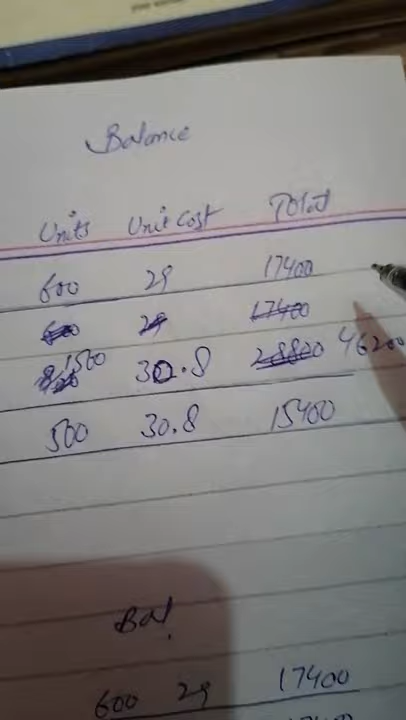 Balance
Units Unit cost Total
600 29 17400
600 29 17400
1500 30.8 28800 46200
500 30.8 15400
Bal
600 29 17400